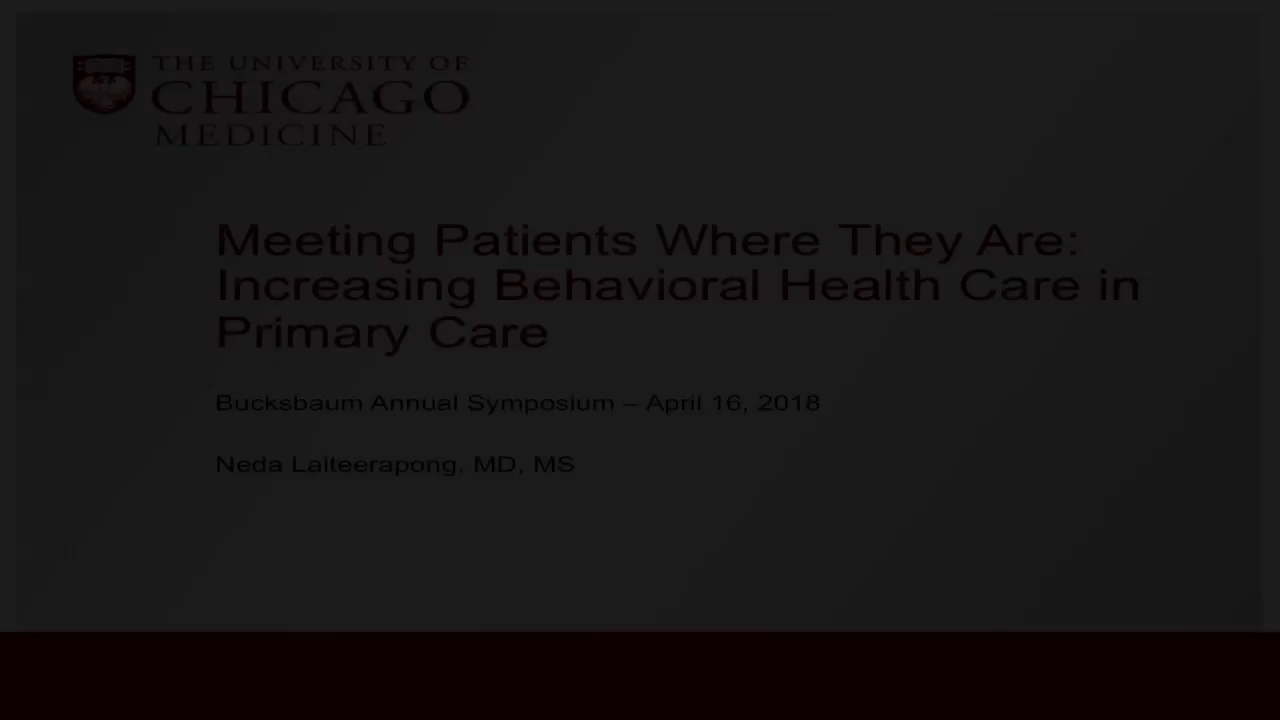 THE UNIVERSITY OF
CHICAGO
MEDICINE
Meeting Patients Where They Are:
Increasing Behavioral Health Care in
Primary Care
Bucksbaum Annual Symposium – April 16, 2018
Neda Laiteerapong, MD, MS